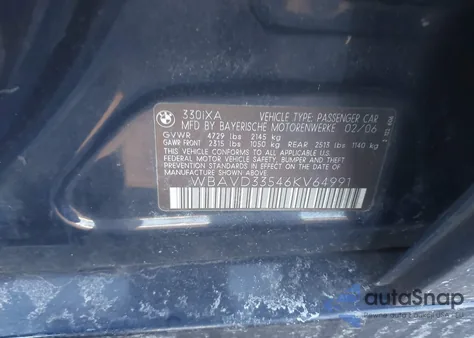 330iXA VEHICLE TYPE: PASSENGER CAR
MFD BY BAYERISCHE MOTORENWERKE 02/06
GVWR 4729 lbs 2145 kg
GAWR FRONT 2315 lbs 1050 kg REAR 2513 lbs 1140 kg
THIS VEHICLE CONFORMS TO ALL APPLICABLE
FEDERAL MOTOR VEHICLE SAFETY, BUMPER AND THEFT
PREVENTION STANDARDS IN EFFECT ON THE DATE OF
MANUFACTURE SHOWN ABOVE.
WBAVD33546KV64991
autaSnap